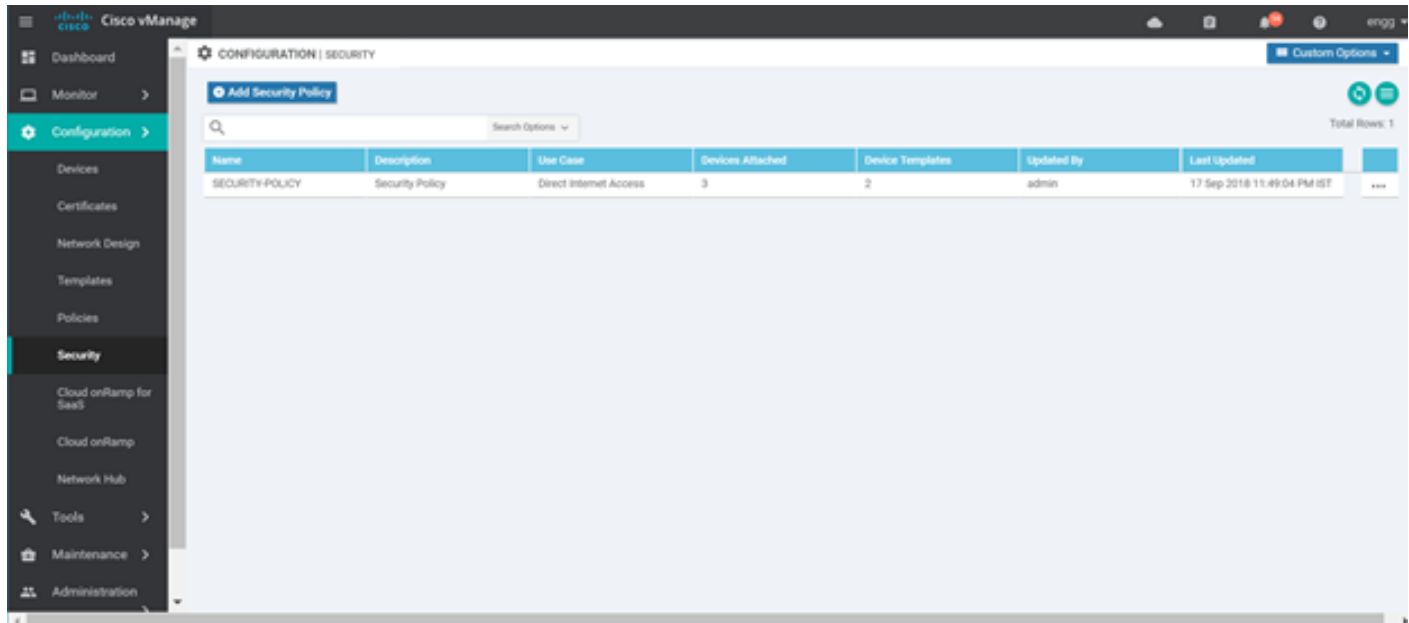 CISCO Cisco vManage
engg
Dashboard
CONFIGURATION | SECURITY
Custom Options
Monitor
Add Security Policy
Configuration
Search Options
Total Rows: 1
Name Description Use Case Devices Attached Device Templates Updated By Last Updated
SECURITY-POLICY Security Policy Direct Internet Access 3 2 admin 17 Sep 2018 11:49:04 PM IST
Devices
Certificates
Network Design
Templates
Policies
Security
Cloud onRamp for
SaaS
Cloud onRamp
Network Hub
Tools
Maintenance
Administration